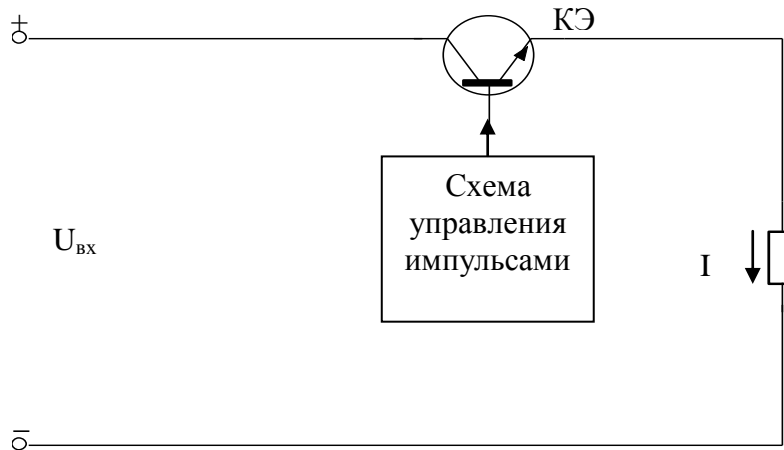 +
КЭ
Схема
управления
импульсами
Uвх
I
−